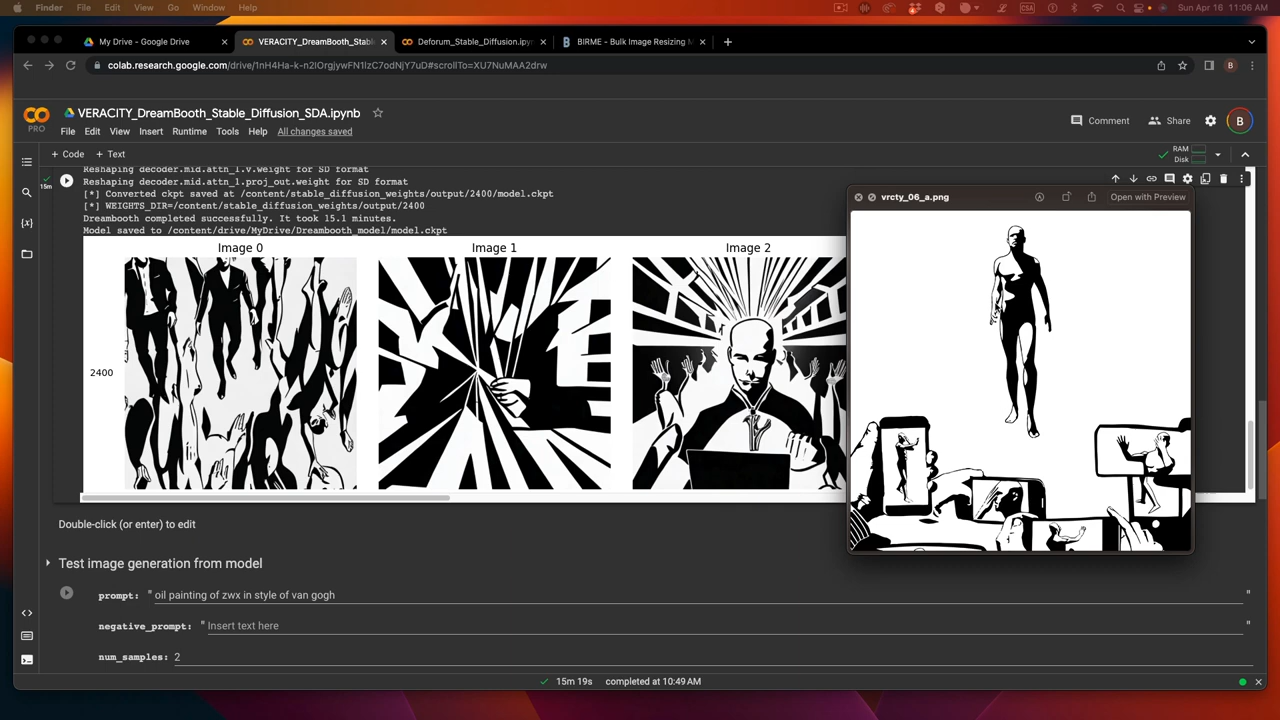 Finder File Edit View Go Window Help CSA Sun Apr 16 11:06 AM
My Drive - Google Drive VERACITY_DreamBooth_Stabl Deforum_Stable_Diffusion.ipyn BIRME - Bulk Image Resizing M
colab.research.google.com/drive/1nH4Ha-k-n2lOrgjywFN1lzC7odNjY7uD#scrollTo=XU7NuMAA2drw B
VERACITY_DreamBooth_Stable_Diffusion_SDA.ipynb
PRO
File Edit View Insert Runtime Tools Help All changes saved
Comment Share B
+ Code + Text
RAM
Disk
15m
Reshaping decoder.mid.attn_1.v.weight for SD format
Reshaping decoder.mid.attn_1.proj_out.weight for SD format
[*] Converted ckpt saved at /content/stable_diffusion_weights/output/2400/model.ckpt
[*] WEIGHTS_DIR=/content/stable_diffusion_weights/output/2400
Dreambooth completed successfully. It took 15.1 minutes.
Model saved to /content/drive/MyDrive/Dreambooth_model/model.ckpt
vrcty_06_a.png Open with Preview
Image 0 Image 1 Image 2
2400
Double-click (or enter) to edit
Test image generation from model
prompt: " oil painting of zwx in style of van gogh "
negative_prompt: " Insert text here "
num_samples: 2
15m 19s completed at 10:49 AM